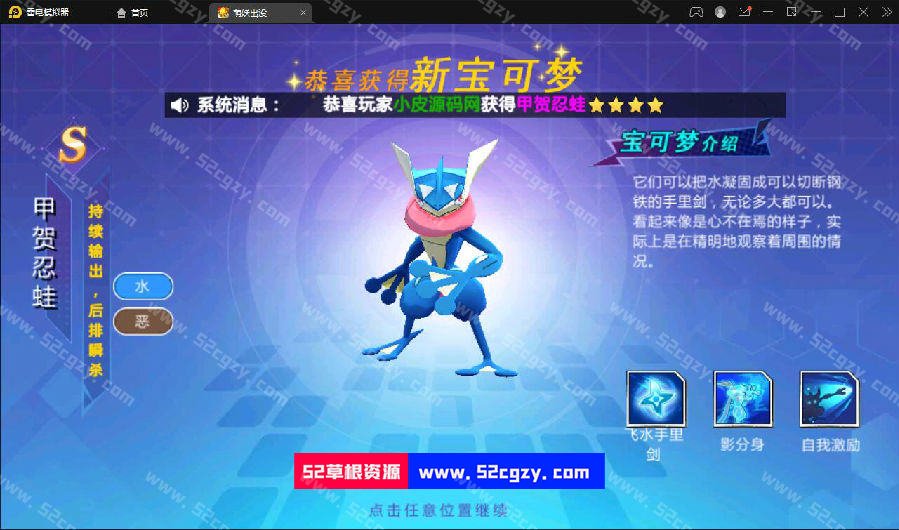 雷电模拟器
首页
萌妖出没
恭喜获得新宝可梦
系统消息： 恭喜玩家小皮源码网获得甲贺忍蛙
S
宝可梦介绍
它们可以把水凝固成可以切断钢
铁的手里剑，无论多大都可以。
看起来像是心不在焉的样子，实
际上是在精明地观察着周围的情
况。
甲贺忍蛙
持续输出，后排瞬杀
水
恶
飞水手里
剑
影分身
自我激励
52草根资源 www.52cgzy.com
点击任意位置继续
www.52cgzy.com